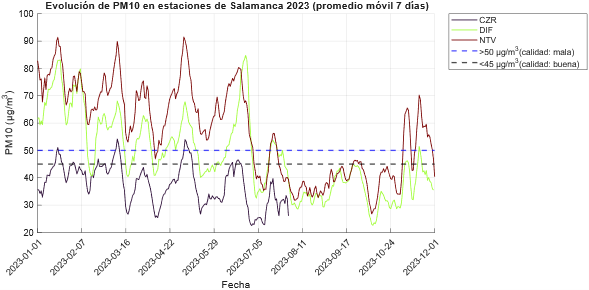 Evolución de PM10 en estaciones de Salamanca 2023 (promedio móvil 7 días)
100
90
80
70
60
50
40
30
20
PM10 (µg/m³)
2023-01-01
2023-02-07
2023-03-16
2023-04-22
2023-05-29
2023-07-05
2023-08-11
2023-09-17
2023-10-24
2023-12-01
Fecha
CZR
DIF
NTV
>50 µg/m³(calidad: mala)
<45 µg/m³(calidad: buena)